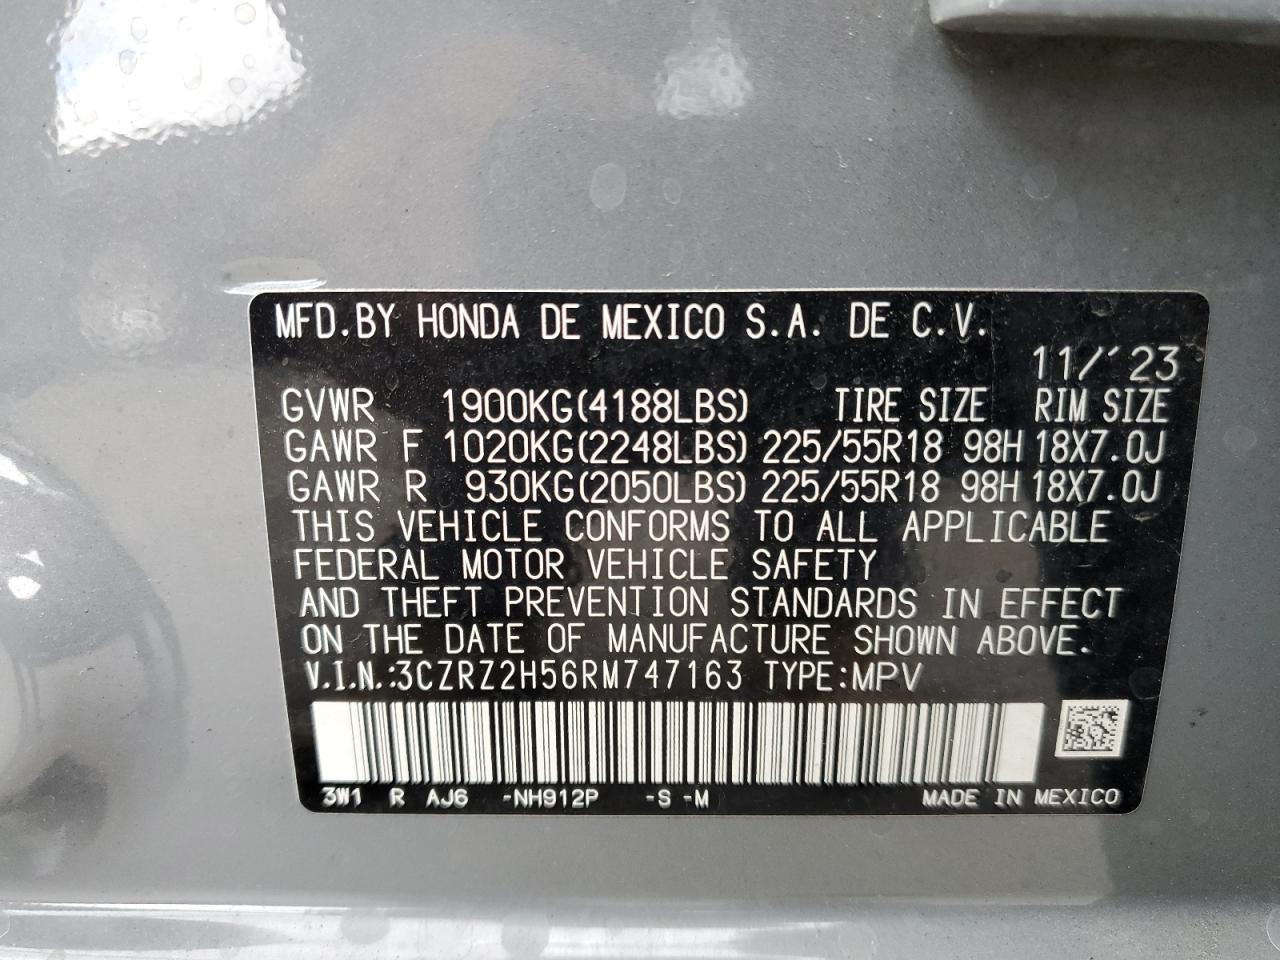 MFD.BY HONDA DE MEXICO S.A. DE C.V.
11/´23
GVWR 1900KG(4188LBS) TIRE SIZE RIM SIZE
GAWR F 1020KG(2248LBS) 225/55R18 98H 18X7.0J
GAWR R 930KG(2050LBS) 225/55R18 98H 18X7.0J
THIS VEHICLE CONFORMS TO ALL APPLICABLE
FEDERAL MOTOR VEHICLE SAFETY
AND THEFT PREVENTION STANDARDS IN EFFECT
ON THE DATE OF MANUFACTURE SHOWN ABOVE.
V.I.N.:3CZRZ2H56RM747163 TYPE:MPV
3W1 R AJ6 -NH912P -S -M MADE IN MEXICO